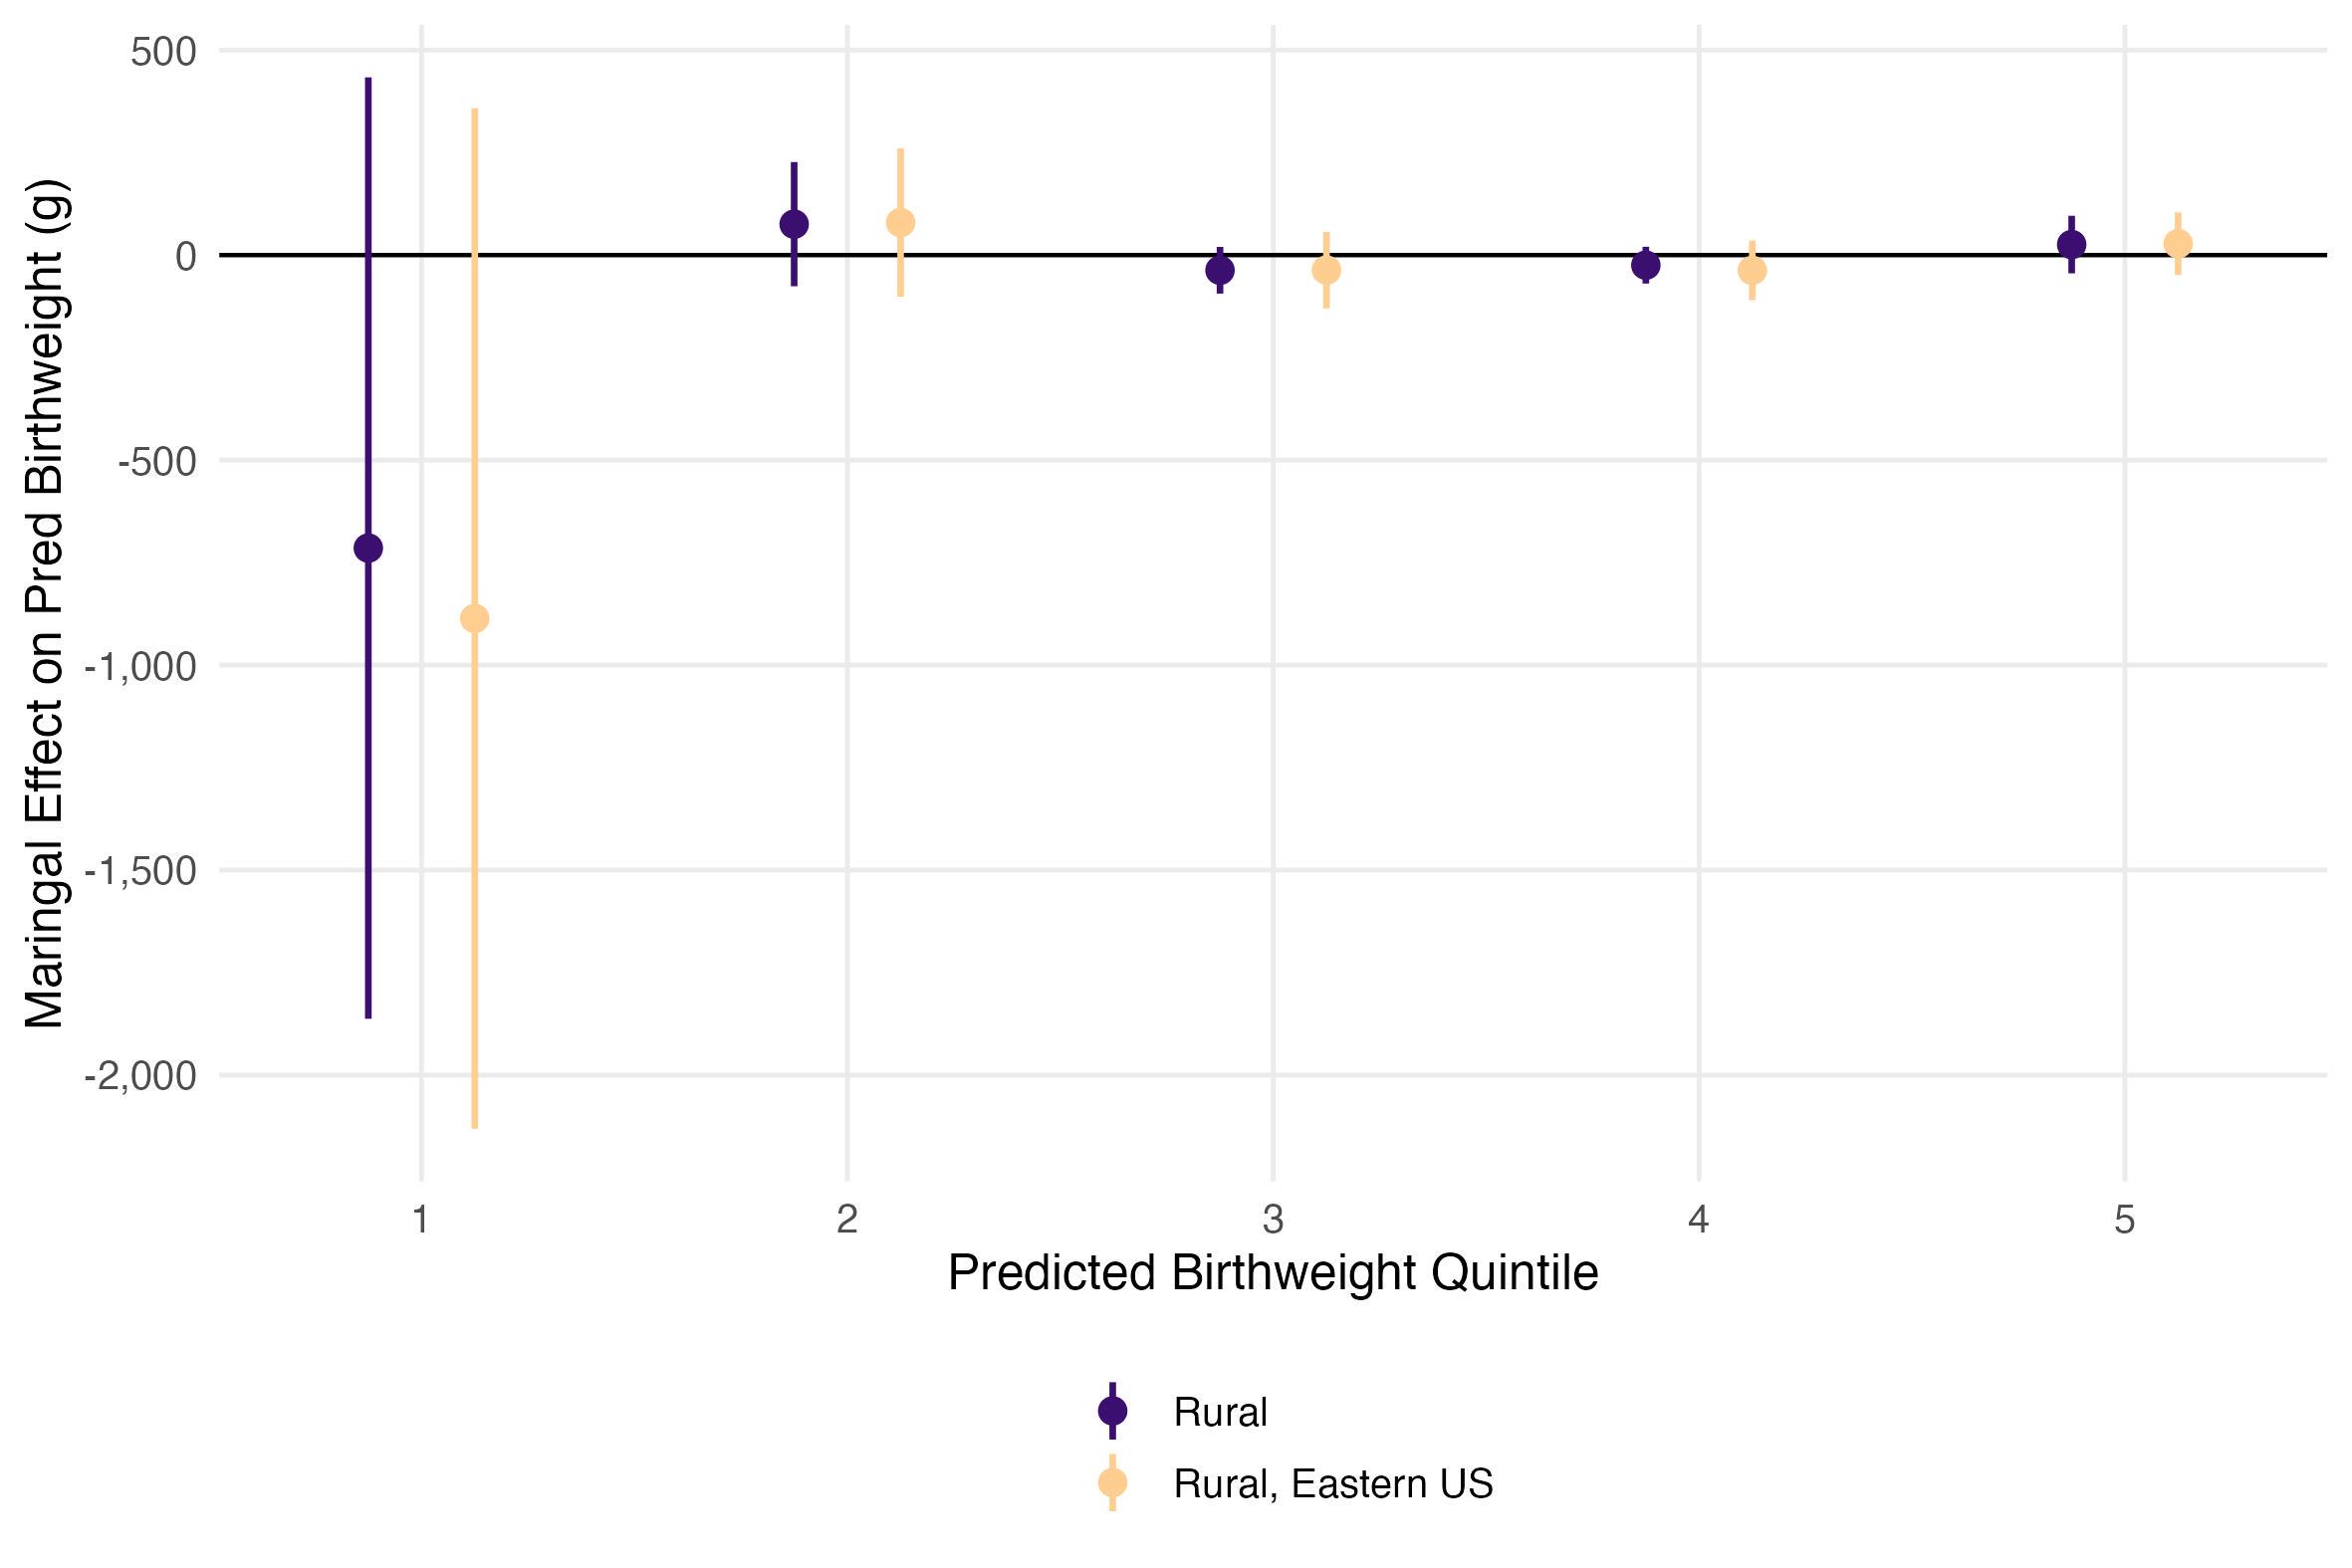 Maringal Effect on Pred Birthweight (g)
500
0
-500
-1,000
-1,500
-2,000
1 2 3 4 5
Predicted Birthweight Quintile
Rural
Rural, Eastern US